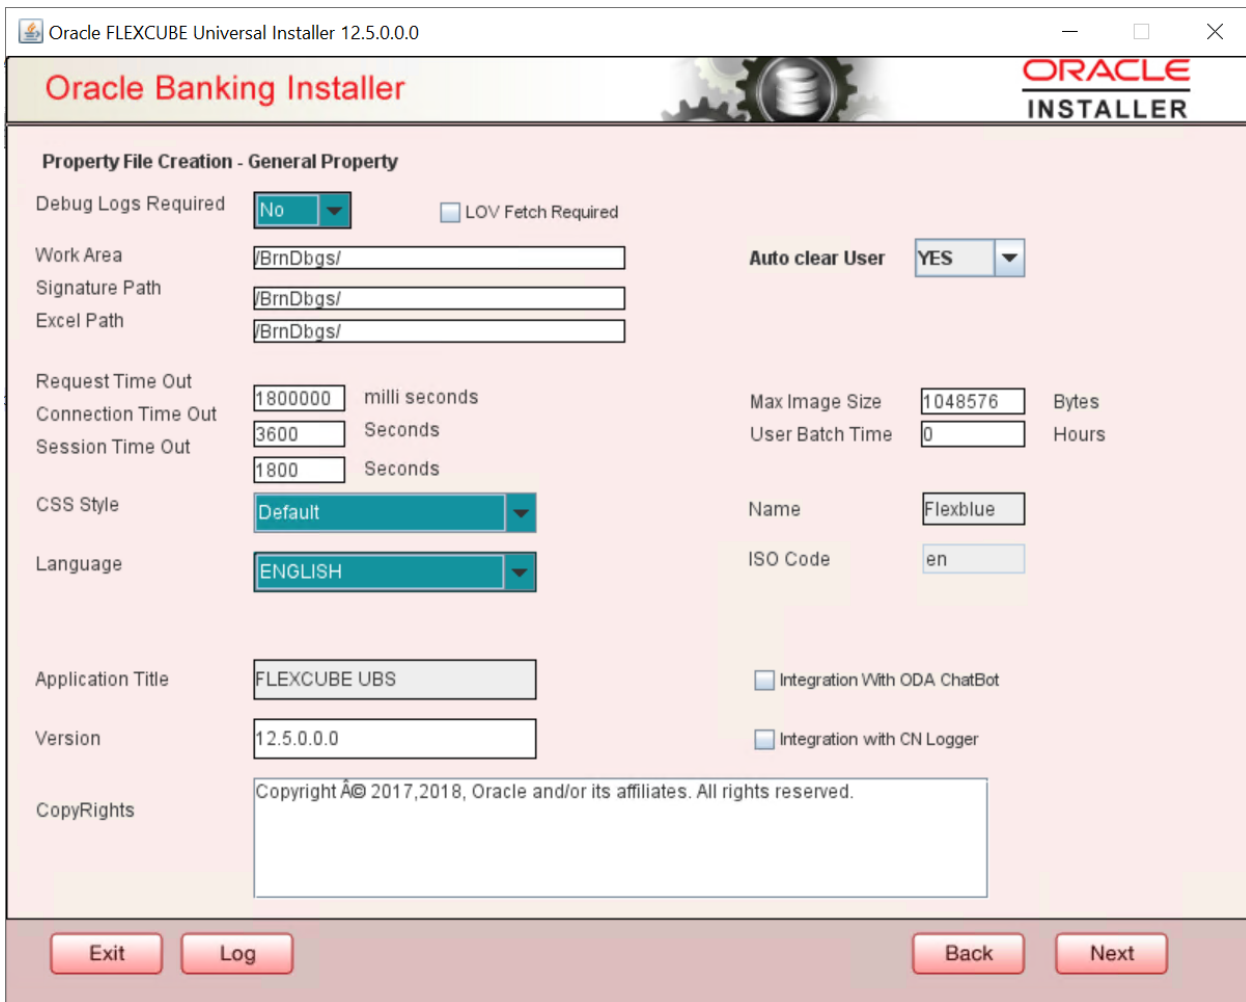 Oracle FLEXCUBE Universal Installer 12.5.0.0.0
Oracle Banking Installer
ORACLE
INSTALLER
Property File Creation - General Property
Debug Logs Required No LOV Fetch Required
Work Area /BrnDbgs/ Auto clear User YES
Signature Path /BrnDbgs/
Excel Path /BrnDbgs/
Request Time Out 1800000 milli seconds Max Image Size 1048576 Bytes
Connection Time Out 3600 Seconds User Batch Time 0 Hours
Session Time Out 1800 Seconds
CSS Style Default Name Flexblue
Language ENGLISH ISO Code en
Application Title FLEXCUBE UBS Integration With ODA ChatBot
Version 12.5.0.0.0 Integration with CN Logger
CopyRights Copyright Â© 2017,2018, Oracle and/or its affiliates. All rights reserved.
Exit Log Back Next